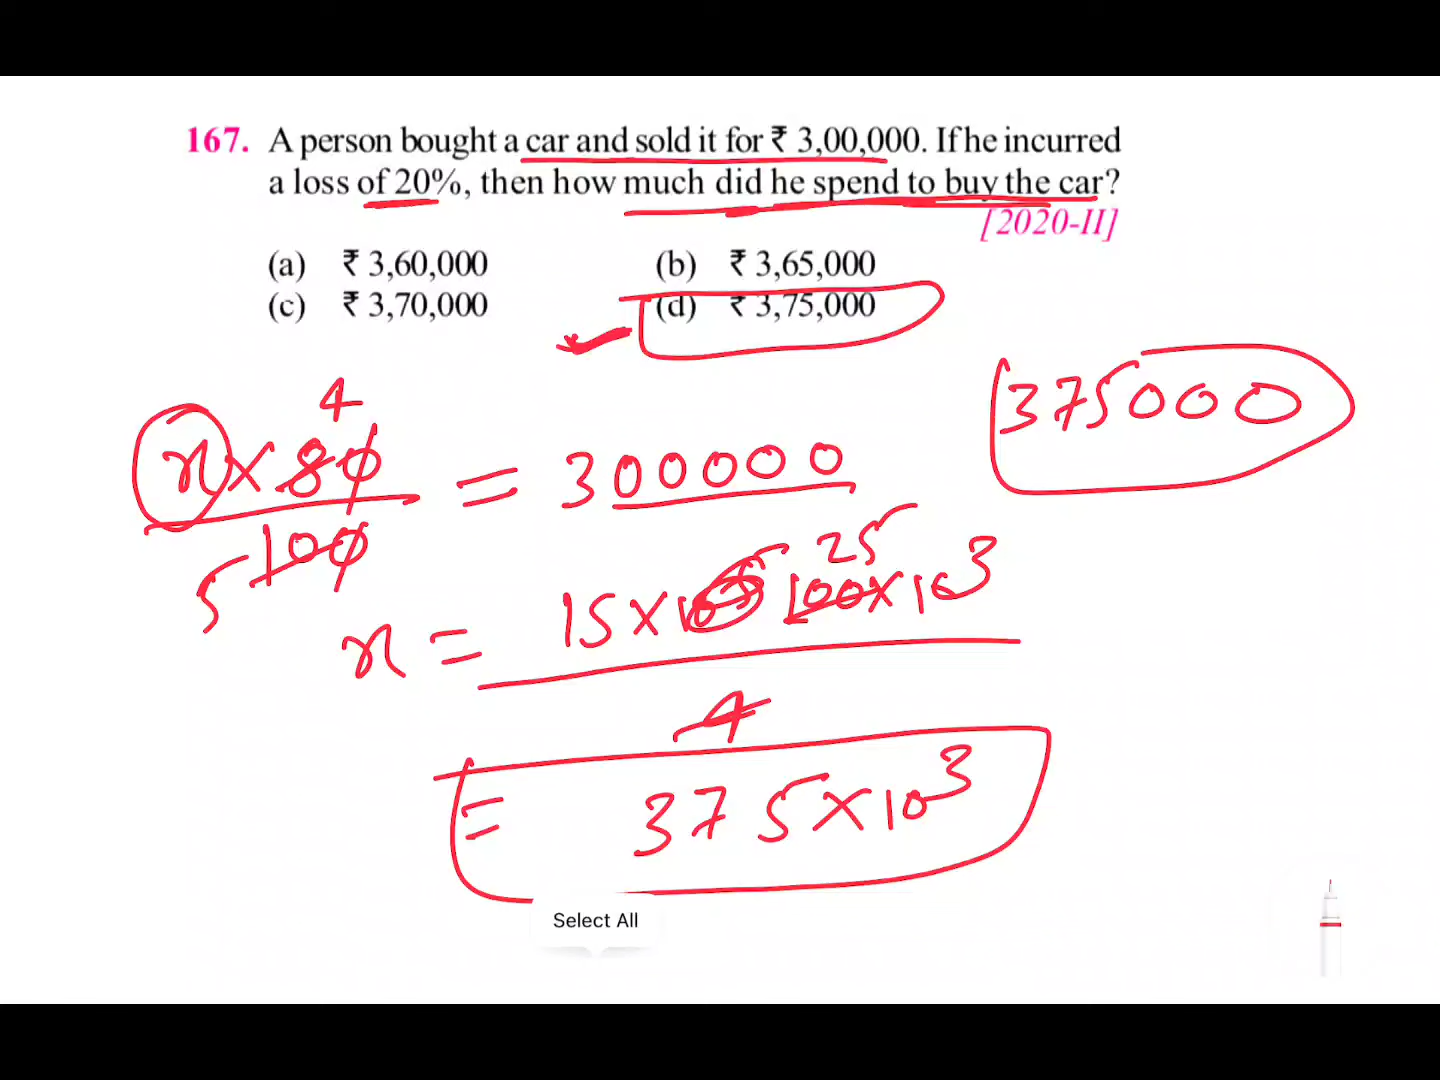 167. A person bought a car and sold it for ₹ 3,00,000. If he incurred
a loss of 20%, then how much did he spend to buy the car?
[2020-II]
(a) ₹ 3,60,000 (b) ₹ 3,65,000
(c) ₹ 3,70,000 (d) ₹ 3,75,000
375000
4
x × 80 = 300000
5 100
25
x = 15 × 100 × 10³
4
= 375 × 10³
Select All